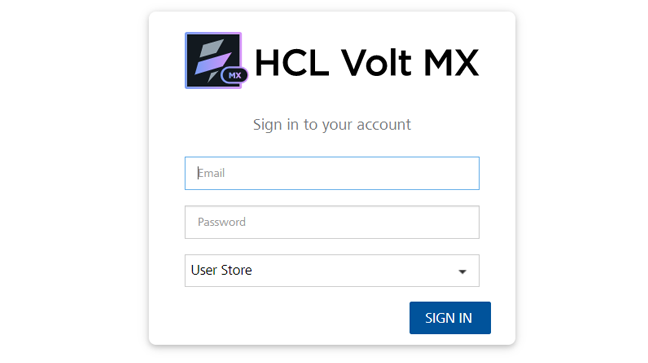 MX
HCL Volt MX
Sign in to your account
Email
Password
User Store
SIGN IN